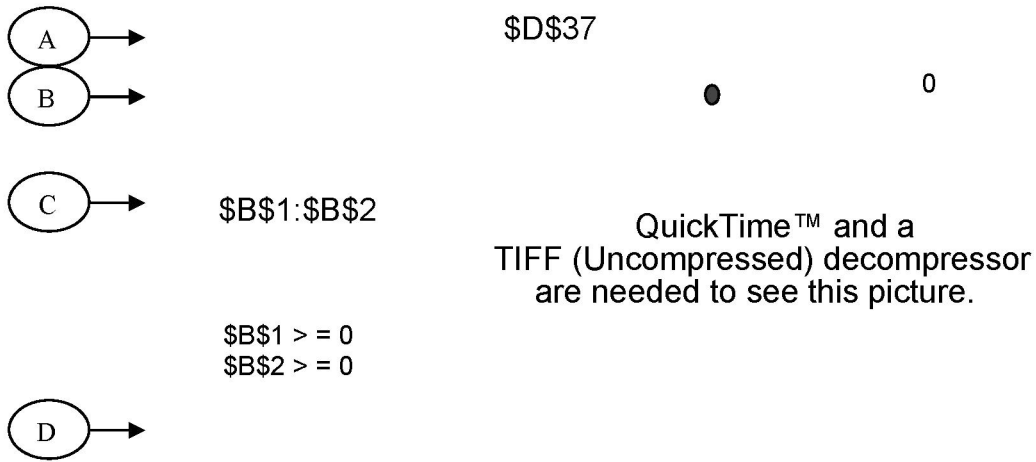 A
$D$37
B
0
C
$B$1:$B$2
QuickTime™ and a
TIFF (Uncompressed) decompressor
are needed to see this picture.
$B$1 > = 0
$B$2 > = 0
D